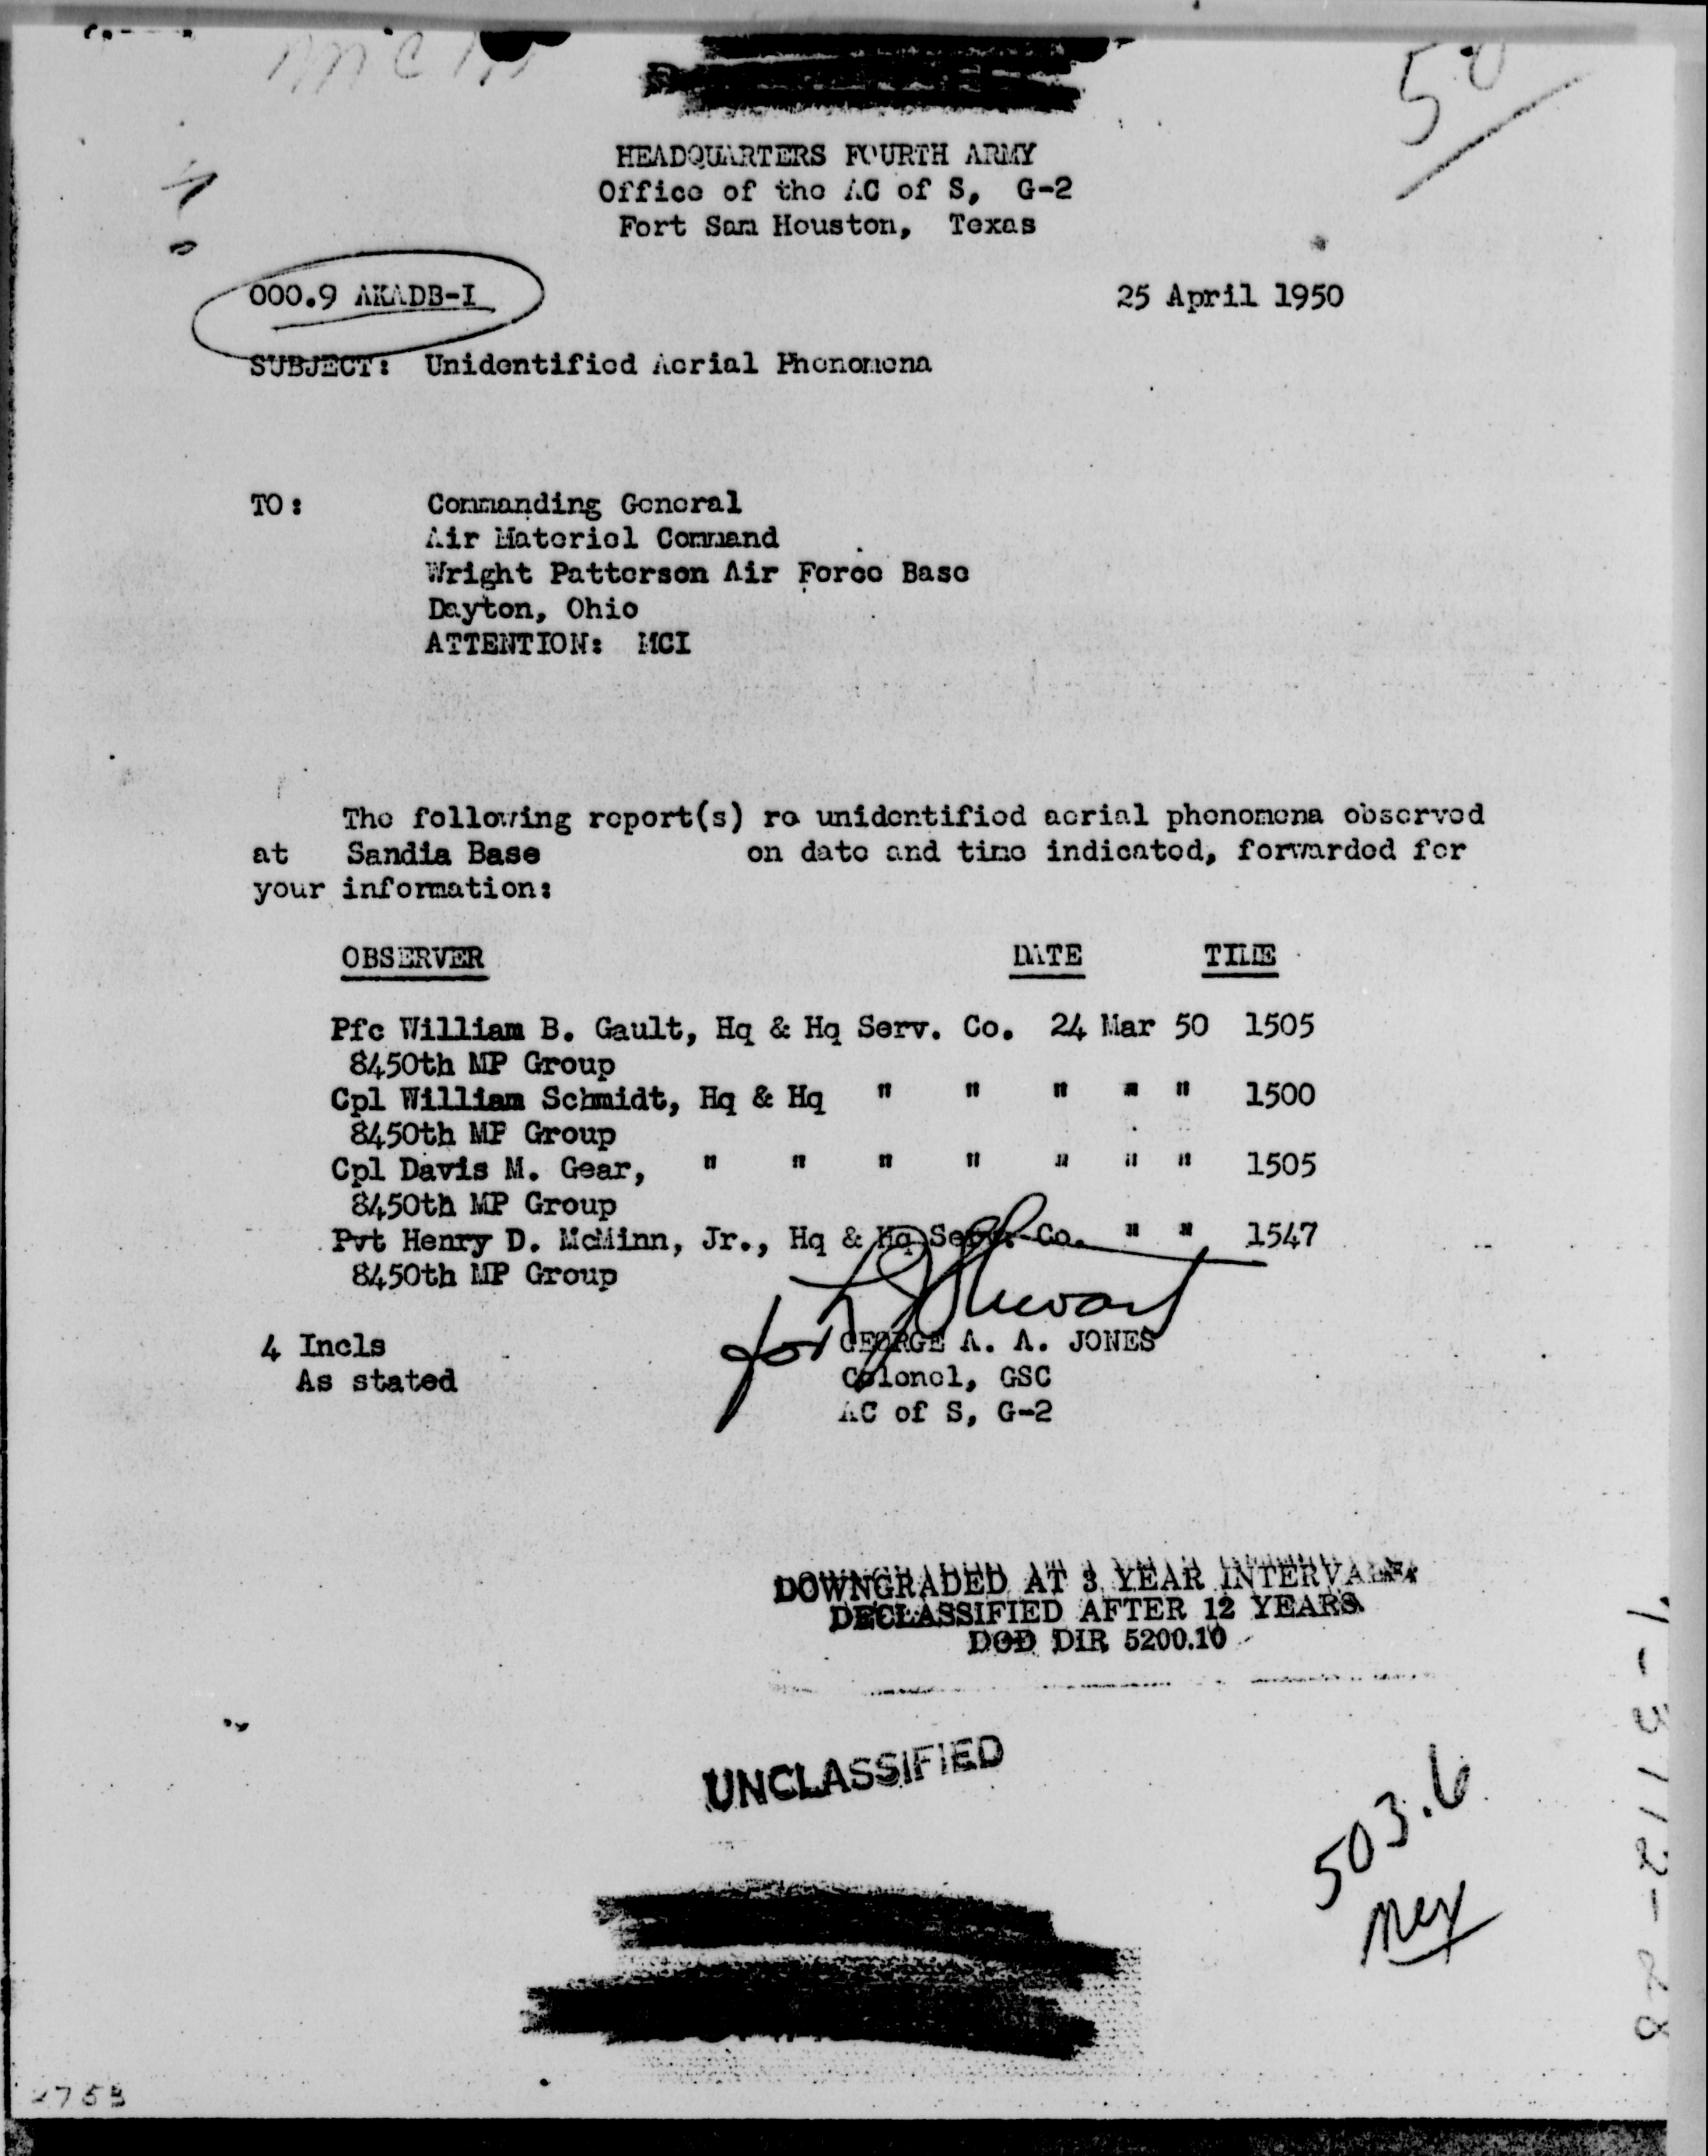 50
HEADQUARTERS FOURTH ARMY
Office of the AC of S, G-2
Fort Sam Houston, Texas
000.9 AKADB-I
25 April 1950
SUBJECT: Unidentified Aerial Phenomena
TO:
Commanding General
Air Materiel Command
Wright Patterson Air Force Base
Dayton, Ohio
ATTENTION: MCI
The following report(s) re unidentified aerial phenomena observed
at Sandia Base on date and time indicated, forwarded for
your information:
OBSERVER DATE TIME
Pfc William B. Gault, Hq & Hq Serv. Co. 24 Mar 50 1505
8450th MP Group
Cpl William Schmidt, Hq & Hq " " " " " 1500
8450th MP Group
Cpl Davis M. Gear, " " " " " " " 1505
8450th MP Group
Pvt Henry D. McMinn, Jr., Hq & Hq Serv. Co. " " 1547
8450th MP Group
for
4 Incls
GEORGE A. A. JONES
As stated
Colonel, GSC
AC of S, G-2
DOWNGRADED AT 3 YEAR INTERVALS;
DECLASSIFIED AFTER 12 YEARS
DOD DIR 5200.10
UNCLASSIFIED
503.6